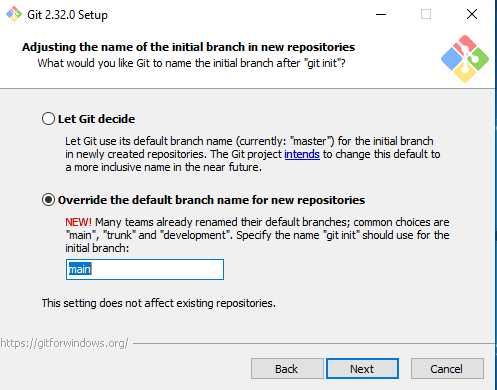 Git 2.32.0 Setup
Adjusting the name of the initial branch in new repositories
What would you like Git to name the initial branch after "git init"?
Let Git decide
Let Git use its default branch name (currently: "master") for the initial branch
in newly created repositories. The Git project intends to change this default to
a more inclusive name in the near future.
Override the default branch name for new repositories
NEW! Many teams already renamed their default branches; common choices are
"main", "trunk" and "development". Specify the name "git init" should use for the
initial branch:
main
This setting does not affect existing repositories.
https://gitforwindows.org/
Back
Next
Cancel